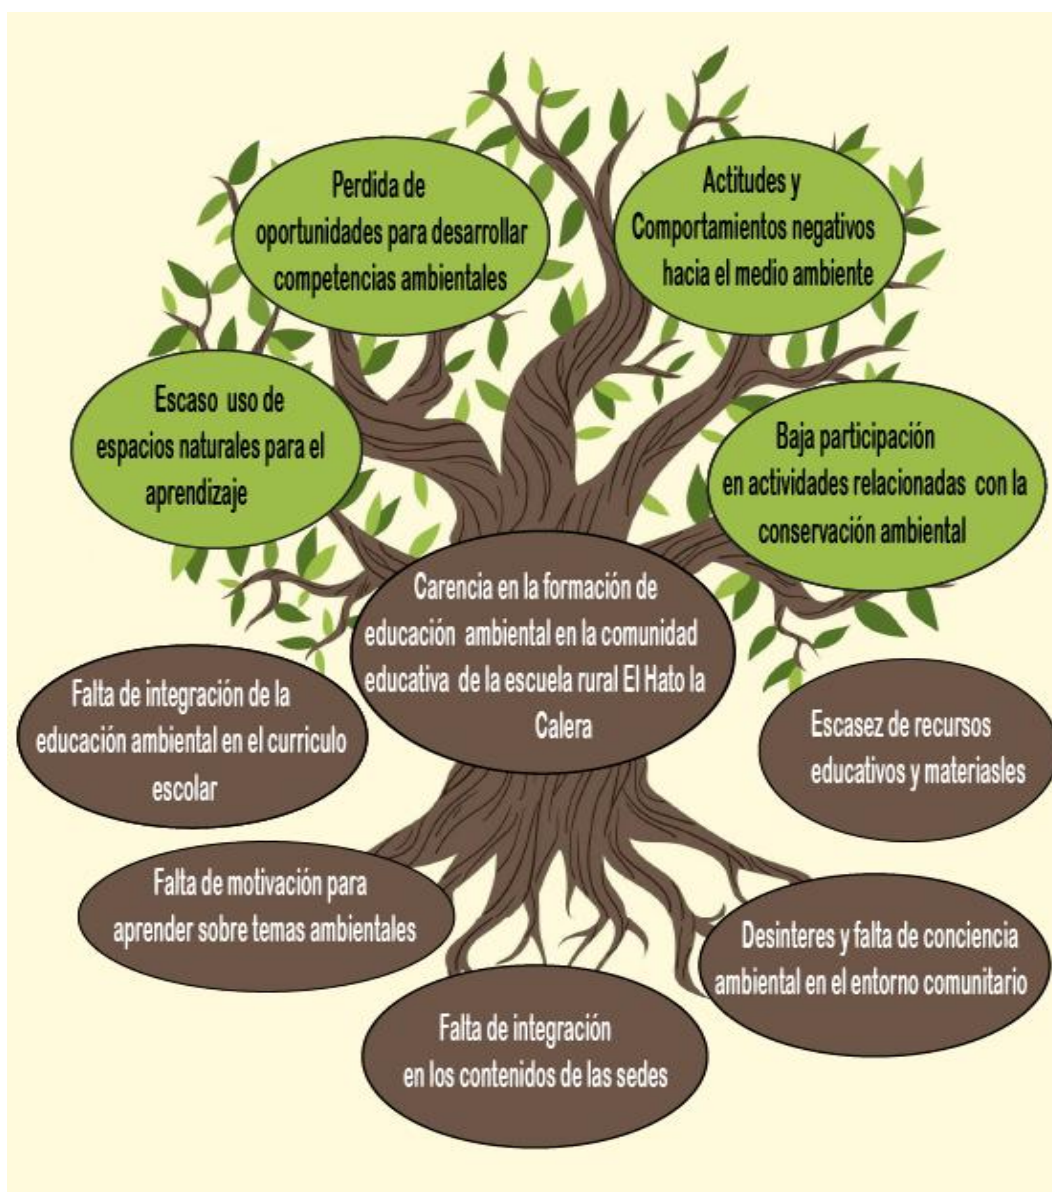 Perdida de
oportunidades para desarrollar
competencias ambientales
Actitudes y
Comportamientos negativos
hacia el medio ambiente
Escaso uso de
espacios naturales para el
aprendizaje
Baja participación
en actividades relacionadas con la
conservación ambiental
Carencia en la formación de
educación ambiental en la comunidad
educativa de la escuela rural El Hato la
Calera
Falta de integración de la
educación ambiental en el curriculo
escolar
Escasez de recursos
educativos y materiasles
Falta de motivación para
aprender sobre temas ambientales
Desinteres y falta de conciencia
ambiental en el entorno comunitario
Falta de integración
en los contenidos de las sedes